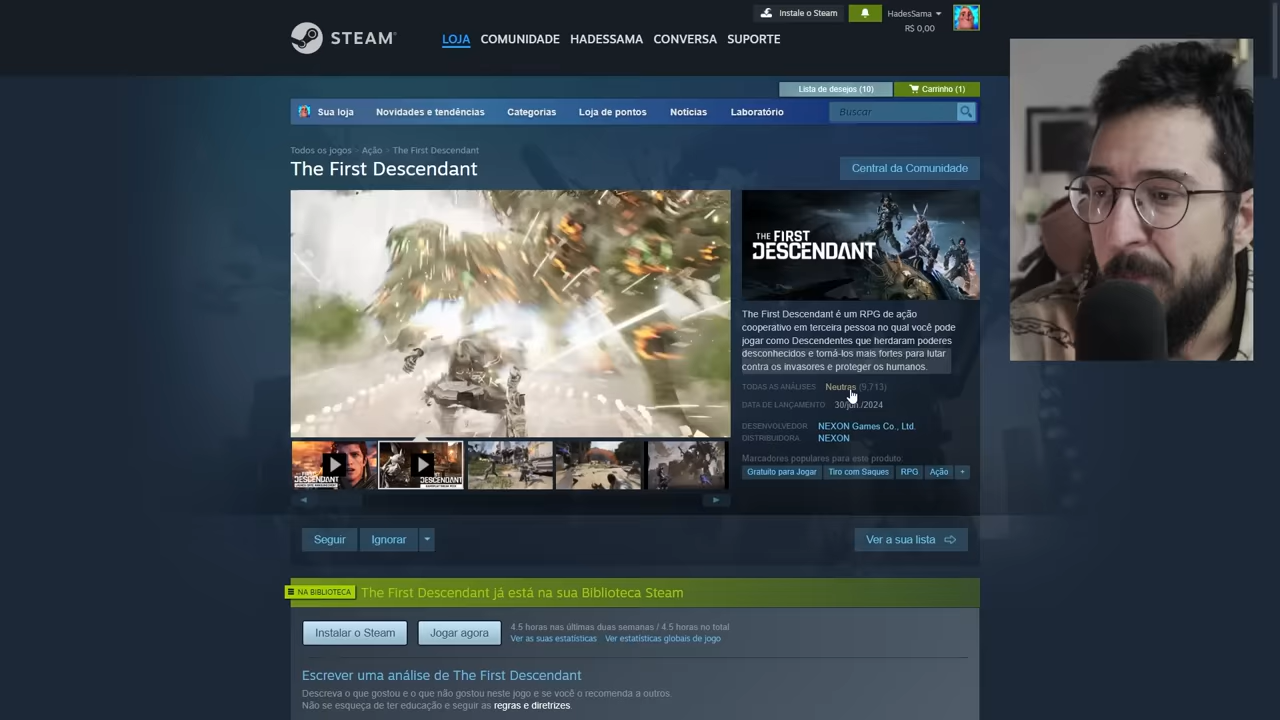 Instale o Steam
HadesSama
R$ 0,00
STEAM®
LOJA COMUNIDADE HADESSAMA CONVERSA SUPORTE
Lista de desejos (10) Carrinho (1)
Sua loja Novidades e tendências Categorias Loja de pontos Notícias Laboratório Buscar
Todos os jogos > Ação > The First Descendant
The First Descendant
Central da Comunidade
THE FIRST
DESCENDANT
The First Descendant é um RPG de ação
cooperativo em terceira pessoa no qual você pode
jogar como Descendentes que herdaram poderes
desconhecidos e torná-los mais fortes para lutar
contra os invasores e proteger os humanos.
TODAS AS ANÁLISES Neutras (9.713)
DATA DE LANÇAMENTO 30/jun./2024
DESENVOLVEDOR NEXON Games Co., Ltd.
DISTRIBUIDORA NEXON
Marcadores populares para este produto:
Gratuito para Jogar Tiro com Saques RPG Ação +
DESCENDANT
DESCENDANT
Seguir Ignorar Ver a sua lista
NA BIBLIOTECA The First Descendant já está na sua Biblioteca Steam
Instalar o Steam Jogar agora
4.5 horas nas últimas duas semanas / 4.5 horas no total
Ver as suas estatísticas Ver estatísticas globais de jogo
Escrever uma análise de The First Descendant
Descreva o que gostou e o que não gostou neste jogo e se você o recomenda a outros.
Não se esqueça de ter educação e seguir as regras e diretrizes.